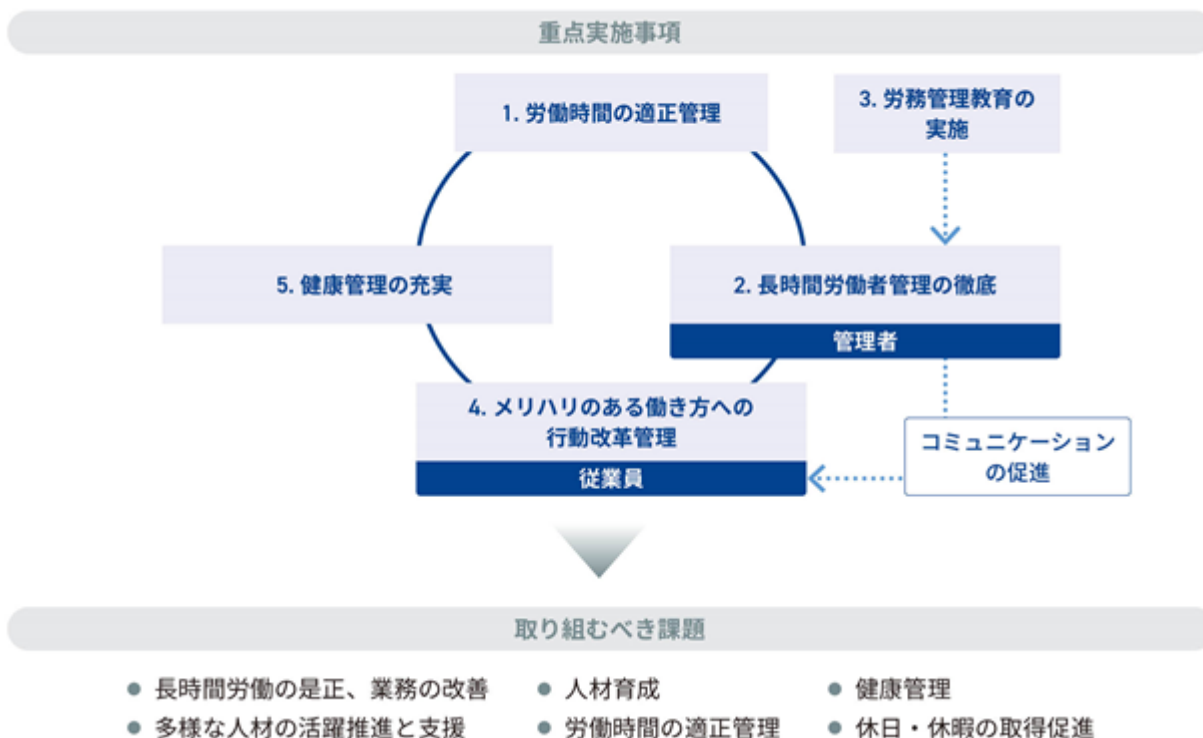 重点実施事項
1. 労働時間の適正管理
3. 労務管理教育の
実施
5. 健康管理の充実
2. 長時間労働者管理の徹底
管理者
4. メリハリのある働き方への
行動改革管理
従業員
コミュニケーション
の促進
取り組むべき課題
● 長時間労働の是正、業務の改善
● 人材育成
● 健康管理
● 多様な人材の活躍推進と支援
● 労働時間の適正管理
● 休日・休暇の取得促進